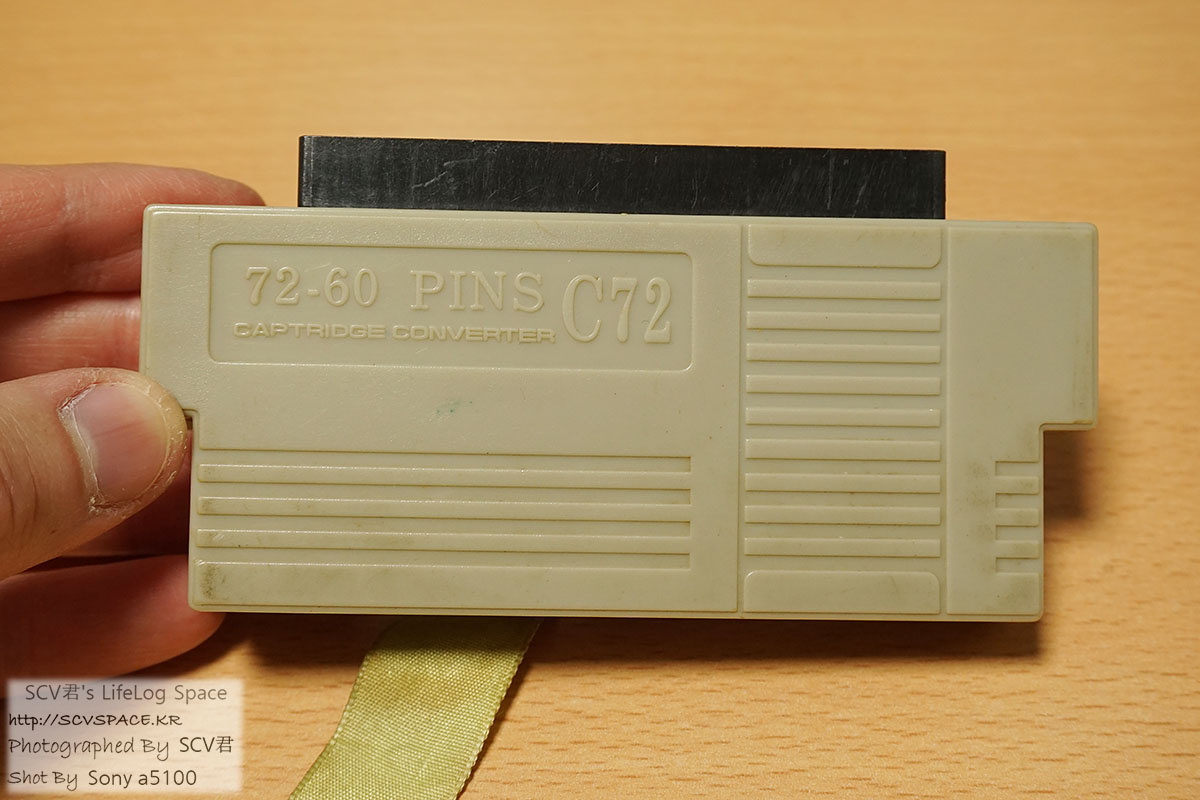 72-60 PINS C72
CAPTRIDGE CONVERTER
SCV君's LifeLog Space
http://SCVSPACE.KR
Photographed By SCV君
Shot By Sony a5100